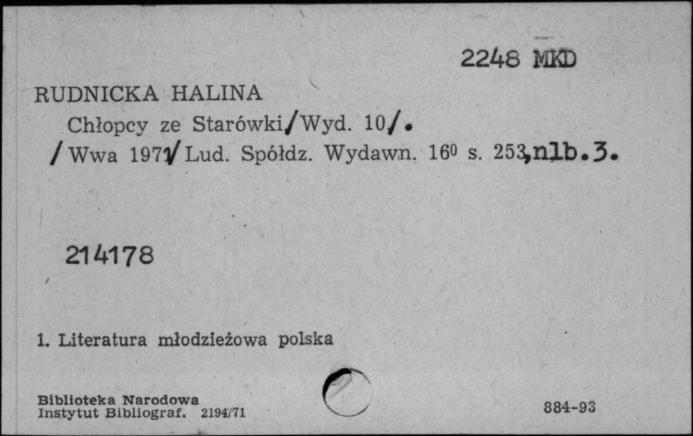 2248 MKD
RUDNICKA HALINA
Chłopcy ze Starówki/Wyd. 10/.
/Wwa 1971/Lud. Spółdz. Wydawn. 16⁰ s. 253,nlb.3.
214178
1. Literatura młodzieżowa polska
Biblioteka Narodowa
Instytut Bibliograf. 2194/71
884-93